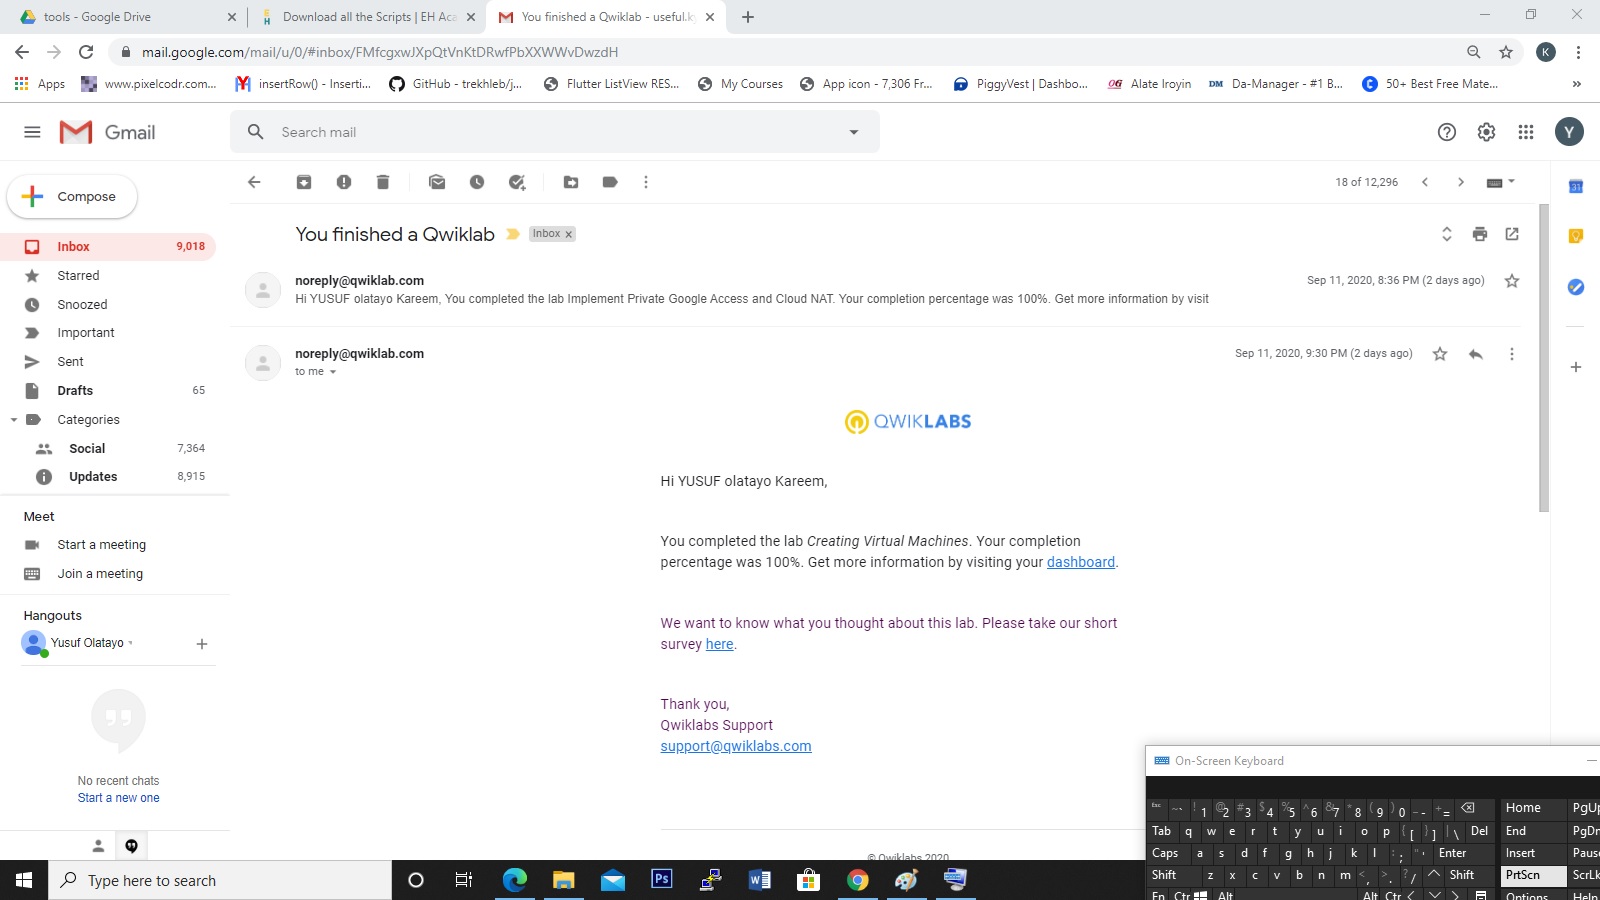 tools - Google Drive
Download all the Scripts | EH Aca
You finished a Qwiklab - useful.k
mail.google.com/mail/u/0/#inbox/FMfcgxwJXpQtVnKtDRwfPbXXWWvDwzdH
K
Apps
www.pixelcodr.com...
insertRow() - Inserti...
GitHub - trekhleb/j...
Flutter ListView RES...
My Courses
App icon - 7,306 Fr...
PiggyVest | Dashbo...
OG Alate Iroyin
DM Da-Manager - #1 B...
50+ Best Free Mate...
»
Gmail
Search mail
Y
Compose
18 of 12,296
31
Inbox 9,018
Starred
Snoozed
Important
Sent
Drafts 65
Categories
Social 7,364
Updates 8,915
Meet
Start a meeting
Join a meeting
Hangouts
Yusuf Olatayo
No recent chats
Start a new one
You finished a Qwiklab
Inbox x
noreply@qwiklab.com
Sep 11, 2020, 8:36 PM (2 days ago)
Hi YUSUF olatayo Kareem, You completed the lab Implement Private Google Access and Cloud NAT. Your completion percentage was 100%. Get more information by visit
noreply@qwiklab.com
Sep 11, 2020, 9:30 PM (2 days ago)
to me
QWIKLABS
Hi YUSUF olatayo Kareem,
You completed the lab Creating Virtual Machines. Your completion
percentage was 100%. Get more information by visiting your dashboard.
We want to know what you thought about this lab. Please take our short
survey here.
Thank you,
Qwiklabs Support
support@qwiklabs.com
© Qwiklabs 2020
On-Screen Keyboard
Esc ~` ! 1 @ 2 # 3 $ 4 % 5 ^ 6 & 7 * 8 ( 9 ) 0 _ - + = Home PgUp
Tab q w e r t y u i o p { [ } ] | \ Del End PgDn
Caps a s d f g h j k l : ; " ' Enter Insert Pause
Shift z x c v b n m < , > . ? / Shift PrtScn ScrLk
Fn Ctr Alt Alt Ctr Options Help
Type here to search
Ps